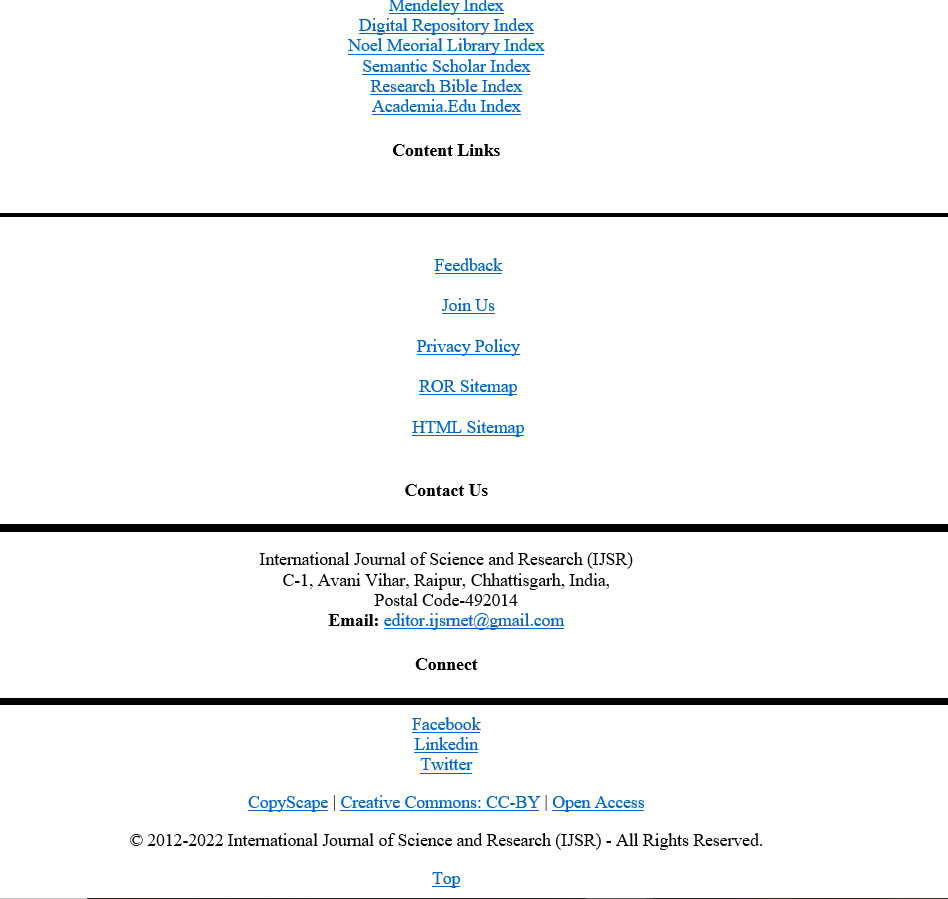 Mendeley Index
Digital Repository Index
Noel Meorial Library Index
Semantic Scholar Index
Research Bible Index
Academia.Edu Index
Content Links
Feedback
Join Us
Privacy Policy
ROR Sitemap
HTML Sitemap
Contact Us
International Journal of Science and Research (IJSR)
C-1, Avani Vihar, Raipur, Chhattisgarh, India,
Postal Code-492014
Email: editor.ijsrnet@gmail.com
Connect
Facebook
Linkedin
Twitter
CopyScape | Creative Commons: CC-BY | Open Access
© 2012-2022 International Journal of Science and Research (IJSR) - All Rights Reserved.
Top